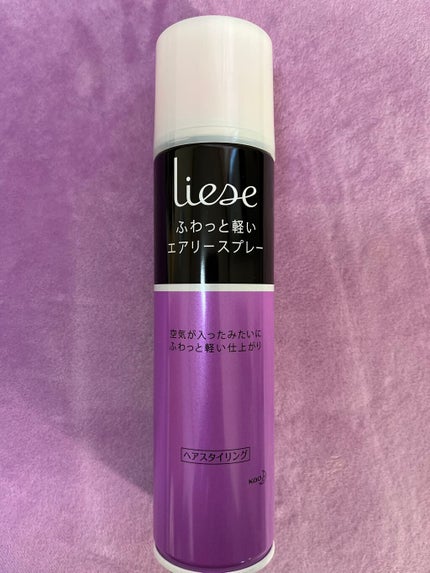 liese
ふわっと軽い
エアリースプレー
空気が入ったみたいに
ふわっと軽い仕上がり
ヘアスタイリング
Kao